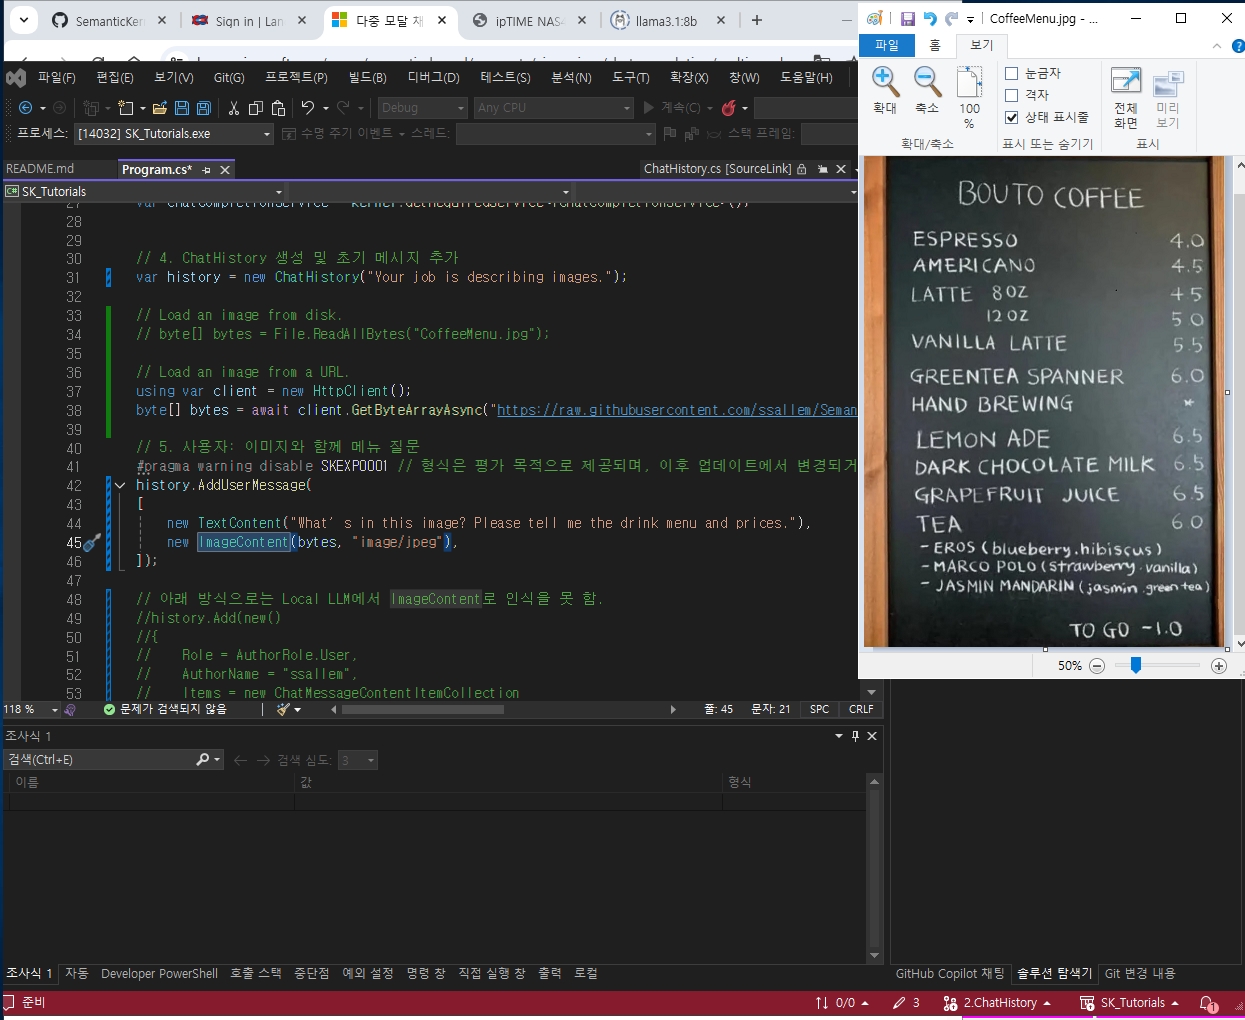 SemanticKer
Sign in | Lan
다중 모달 채
ipTIME NAS
llama3.1:8b
파일(F) 편집(E) 보기(V) Git(G) 프로젝트(P) 빌드(B) 디버그(D) 테스트(S) 분석(N) 도구(T) 확장(X) 창(W) 도움말(H)
Debug Any CPU 계속(C)
프로세스: [14032] SK_Tutorials.exe 수명 주기 이벤트 스레드: 스택 프레임:
README.md Program.cs* ChatHistory.cs [SourceLink]
C# SK_Tutorials
27 var chatCompletionService = kernel.GetRequiredService<IChatCompletionService>();
28
29
30 // 4. ChatHistory 생성 및 초기 메시지 추가
31 var history = new ChatHistory("Your job is describing images.");
32
33 // Load an image from disk.
34 // byte[] bytes = File.ReadAllBytes("CoffeeMenu.jpg");
35
36 // Load an image from a URL.
37 using var client = new HttpClient();
38 byte[] bytes = await client.GetByteArrayAsync("https://raw.githubusercontent.com/ssallem/Seman
39
40 // 5. 사용자: 이미지와 함께 메뉴 질문
41 #pragma warning disable SKEXP0001 // 형식은 평가 목적으로 제공되며, 이후 업데이트에서 변경되거
42 history.AddUserMessage(
43 [
44 new TextContent("What’s in this image? Please tell me the drink menu and prices."),
45 new ImageContent(bytes, "image/jpeg"),
46 ]);
47
48 // 아래 방식으로는 Local LLM에서 ImageContent로 인식을 못 함.
49 //history.Add(new()
50 //{
51 // Role = AuthorRole.User,
52 // AuthorName = "ssallem",
53 // Items = new ChatMessageContentItemCollection
118 % 문제가 검색되지 않음 줄: 45 문자: 21 SPC CRLF
조사식 1
검색(Ctrl+E) 검색 심도: 3
이름 값 형식
조사식 1 자동 Developer PowerShell 호출 스택 중단점 예외 설정 명령 창 직접 실행 창 출력 로컬
GitHub Copilot 채팅 솔루션 탐색기 Git 변경 내용
준비 0/0 3 2.ChatHistory SK_Tutorials 1
CoffeeMenu.jpg - ...
파일 홈 보기
확대 축소 100 %
눈금자
격자
상태 표시줄
전체 화면
미리 보기
확대/축소 표시 또는 숨기기 표시
BOUTO COFFEE
ESPRESSO 4.0
AMERICANO 4.5
LATTE 8OZ 4 5
12OZ 5.0
VANILLA LATTE 5.5
GREENTEA SPANNER 6.0
HAND BREWING *
LEMON ADE 6.5
DARK CHOCOLATE MILK 6.5
GRAPEFRUIT JUICE 6.5
TEA 6.0
- EROS (blueberry.hibiscus)
- MARCO POLO (strawberry.vanilla)
- JASMIN MANDARIN (jasmin.green tea)
TO GO -1.0
50%